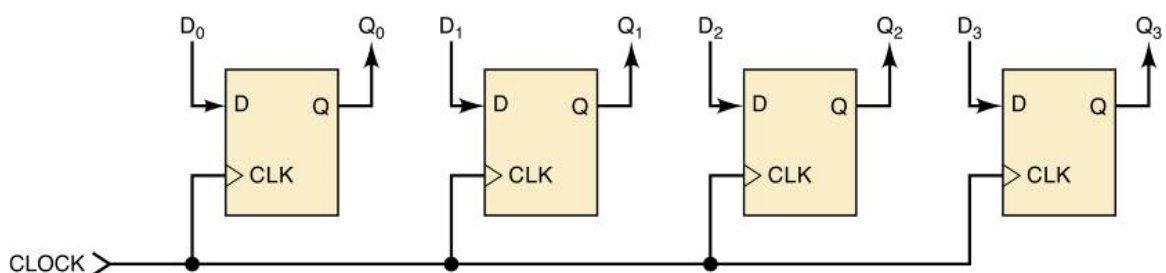 D0 Q0 D1 Q1 D2 Q2 D3 Q3
D Q D Q D Q D Q
CLK CLK CLK CLK
CLOCK